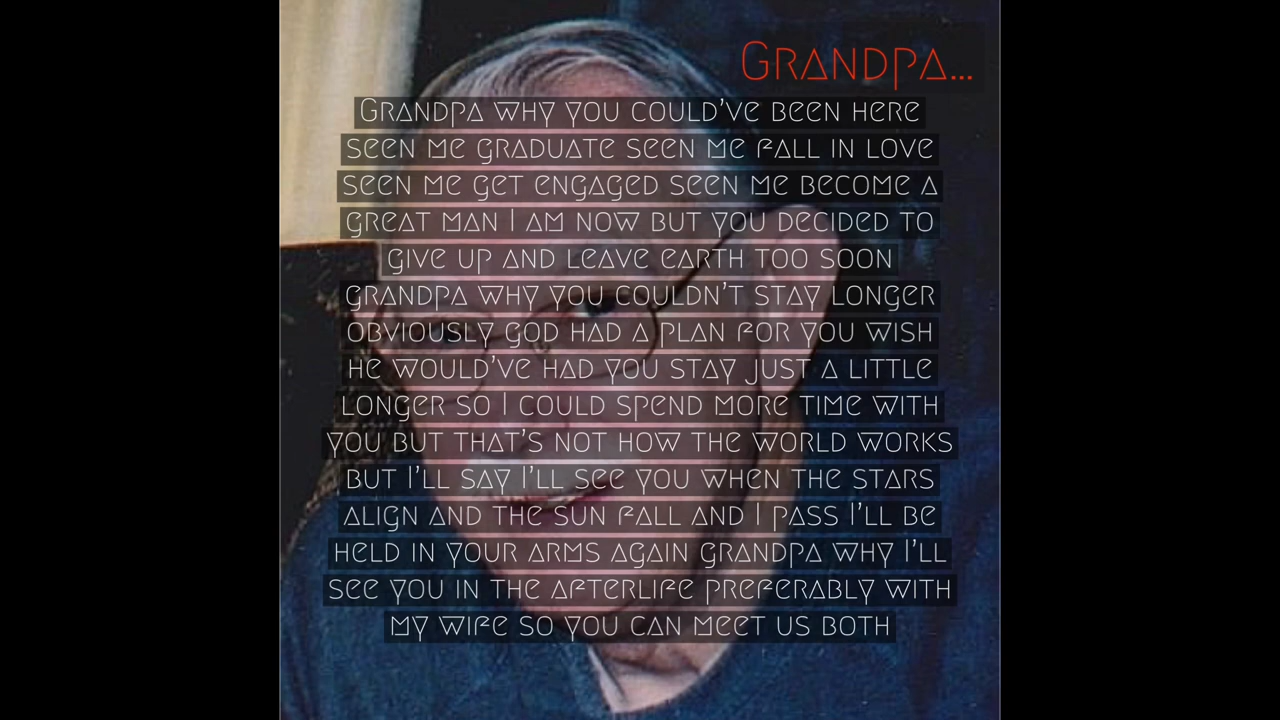 Grandpa...
Grandpa why you could've been here
seen me graduate seen me fall in love
seen me get engaged seen me become a
great man I am now but you decided to
give up and leave earth too soon
grandpa why you couldn't stay longer
obviously god had a plan for you wish
he would've had you stay just a little
longer so I could spend more time with
you but that's not how the world works
but I'll say I'll see you when the stars
align and the sun fall and I pass I'll be
held in your arms again grandpa why I'll
see you in the afterlife preferably with
my wife so you can meet us both